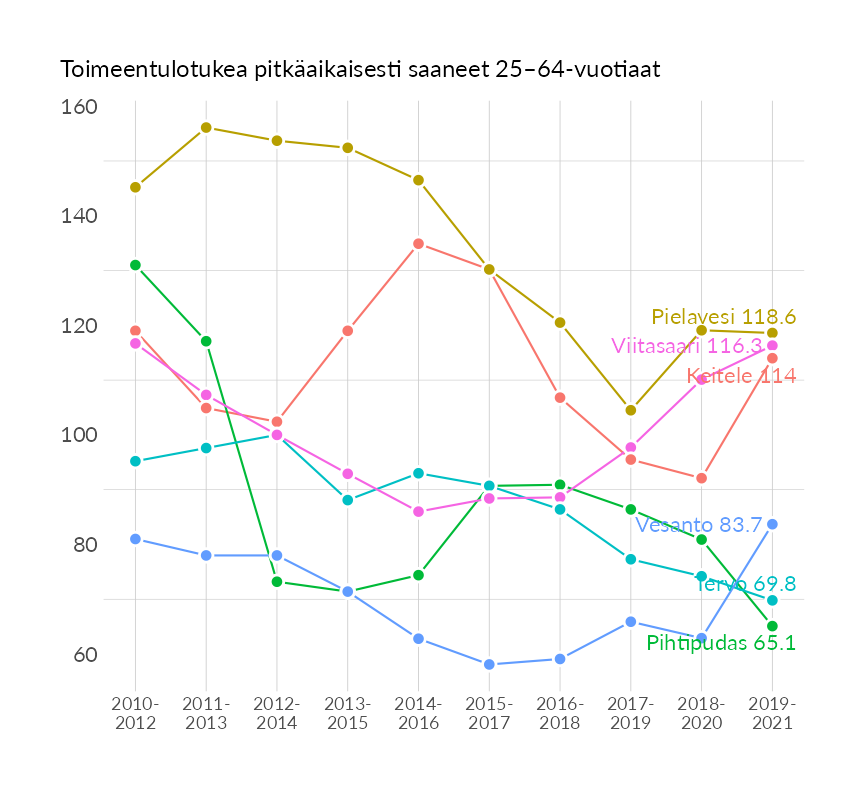 Toimeentulotukea pitkäaikaisesti saaneet 25–64-vuotiaat
160
140
120
100
80
60
Pielavesi 118.6
Viitasaari 116.3
Keitele 114
Vesanto 83.7
Tervo 69.8
Pihtipudas 65.1
2010- 2011- 2012- 2013- 2014- 2015- 2016- 2017- 2018- 2019-
2012 2013 2014 2015 2016 2017 2018 2019 2020 2021